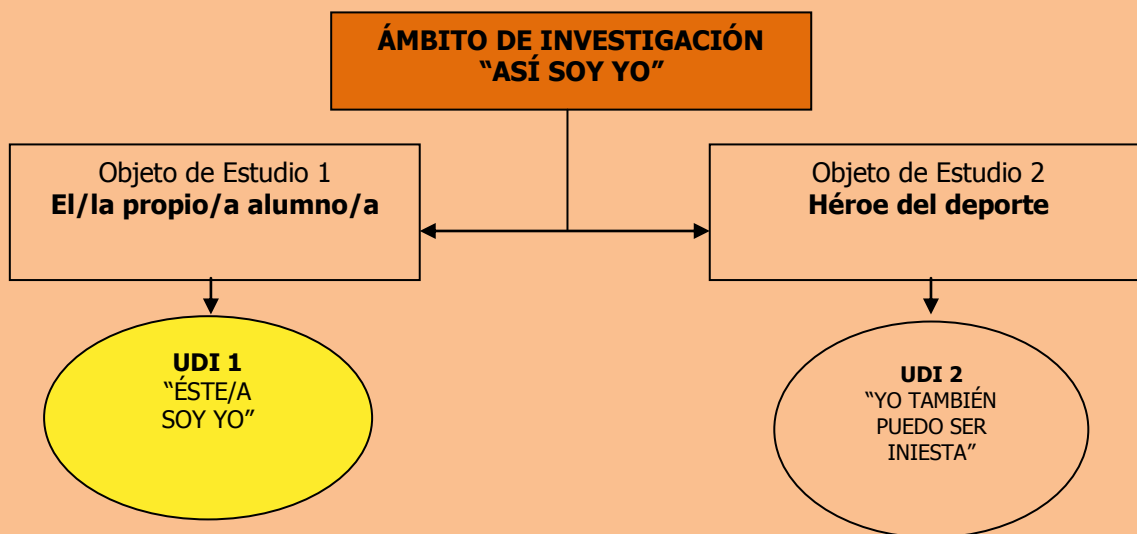 ÁMBITO DE INVESTIGACIÓN
“ASÍ SOY YO”
Objeto de Estudio 1
El/la propio/a alumno/a
Objeto de Estudio 2
Héroe del deporte
UDI 1
“ÉSTE/A
SOY YO”
UDI 2
“YO TAMBIÉN
PUEDO SER
INIESTA”